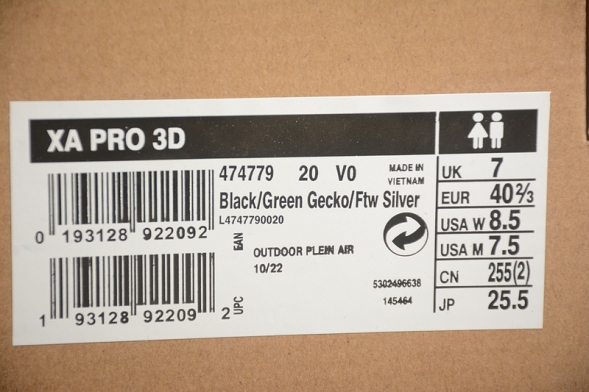 XA PRO 3D
474779 20 V0 MADE IN VIETNAM
Black/Green Gecko/Ftw Silver
L4747790020
0 193128 922092
EAN
OUTDOOR PLEIN AIR
10/22
5302496638
145464
1 93128 92209 2
UPC
UK 7
EUR 40⅔
USA W 8.5
USA M 7.5
CN 255(2)
JP 25.5